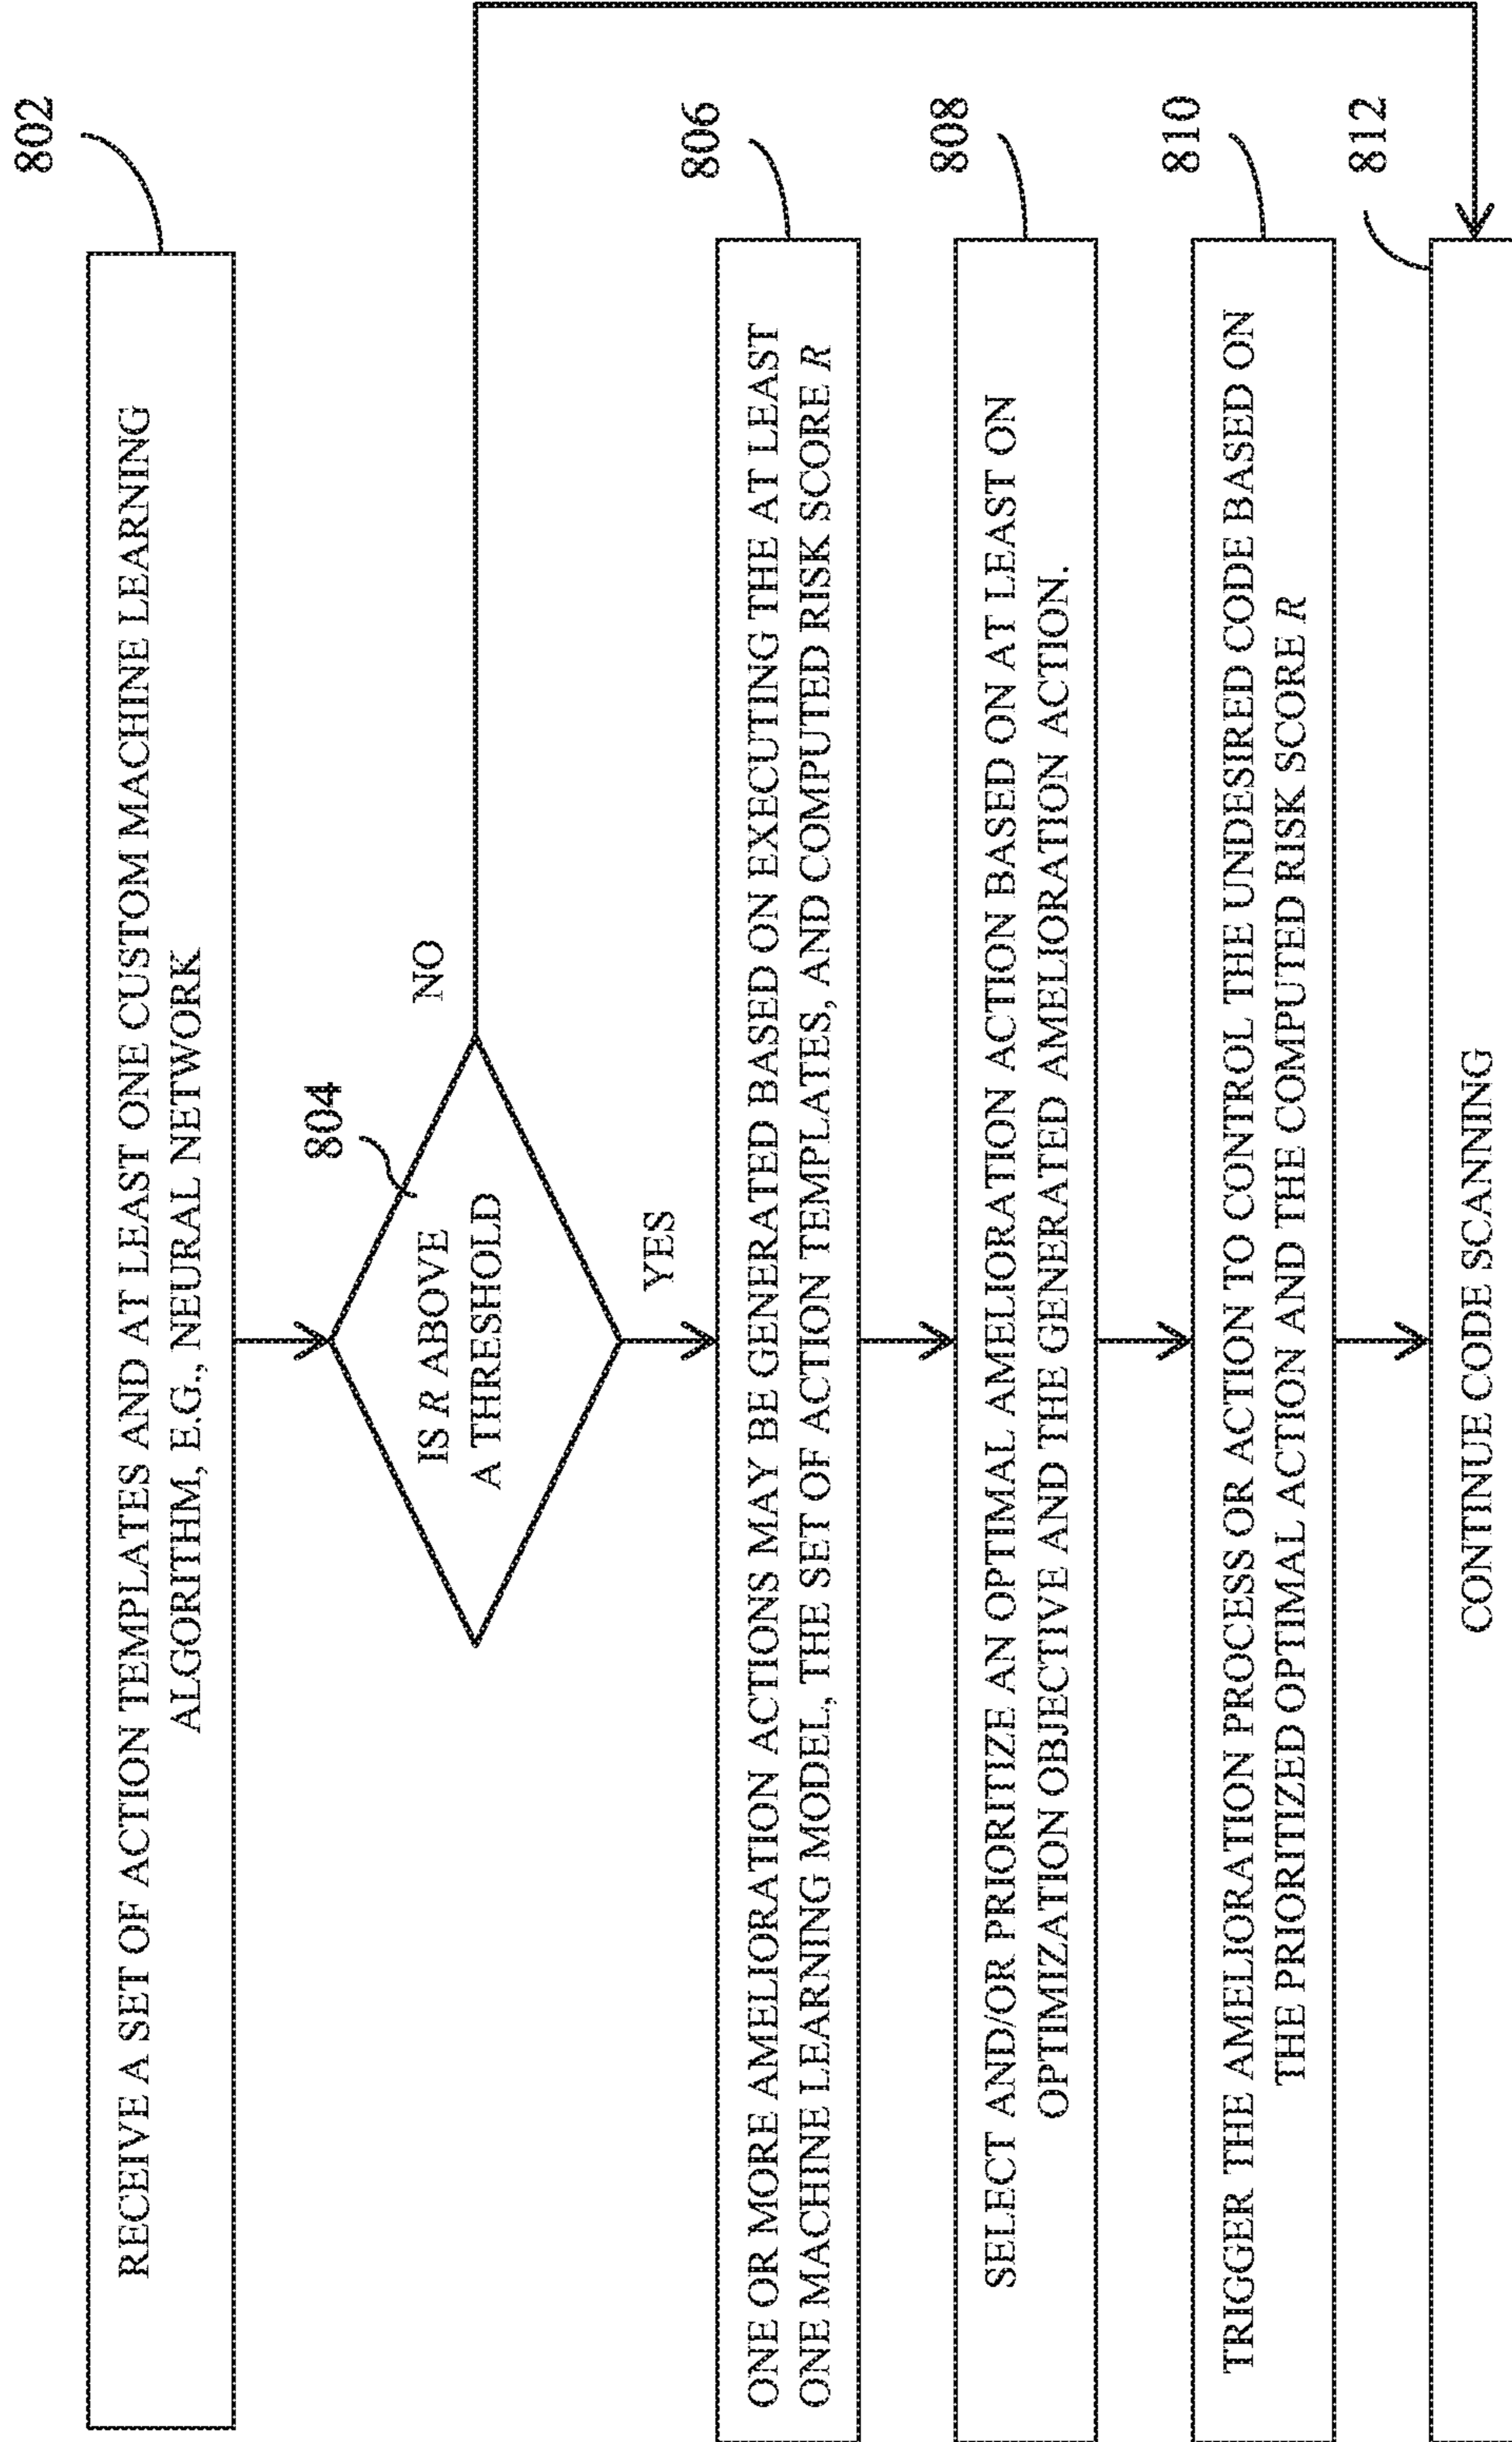 802
RECEIVE A SET OF ACTION TEMPLATES AND AT LEAST ONE CUSTOM MACHINE LEARNING
ALGORITHM, E.G., NEURAL NETWORK
804
IS R ABOVE
A THRESHOLD
NO
YES
806
ONE OR MORE AMELIORATION ACTIONS MAY BE GENERATED BASED ON EXECUTING THE AT LEAST
ONE MACHINE LEARNING MODEL, THE SET OF ACTION TEMPLATES, AND COMPUTED RISK SCORE R
808
SELECT AND/OR PRIORITIZE AN OPTIMAL AMELIORATION ACTION BASED ON AT LEAST ON
OPTIMIZATION OBJECTIVE AND THE GENERATED AMELIORATION ACTION.
810
TRIGGER THE AMELIORATION PROCESS OR ACTION TO CONTROL THE UNDESIRED CODE BASED ON
THE PRIORITIZED OPTIMAL ACTION AND THE COMPUTED RISK SCORE R
812
CONTINUE CODE SCANNING